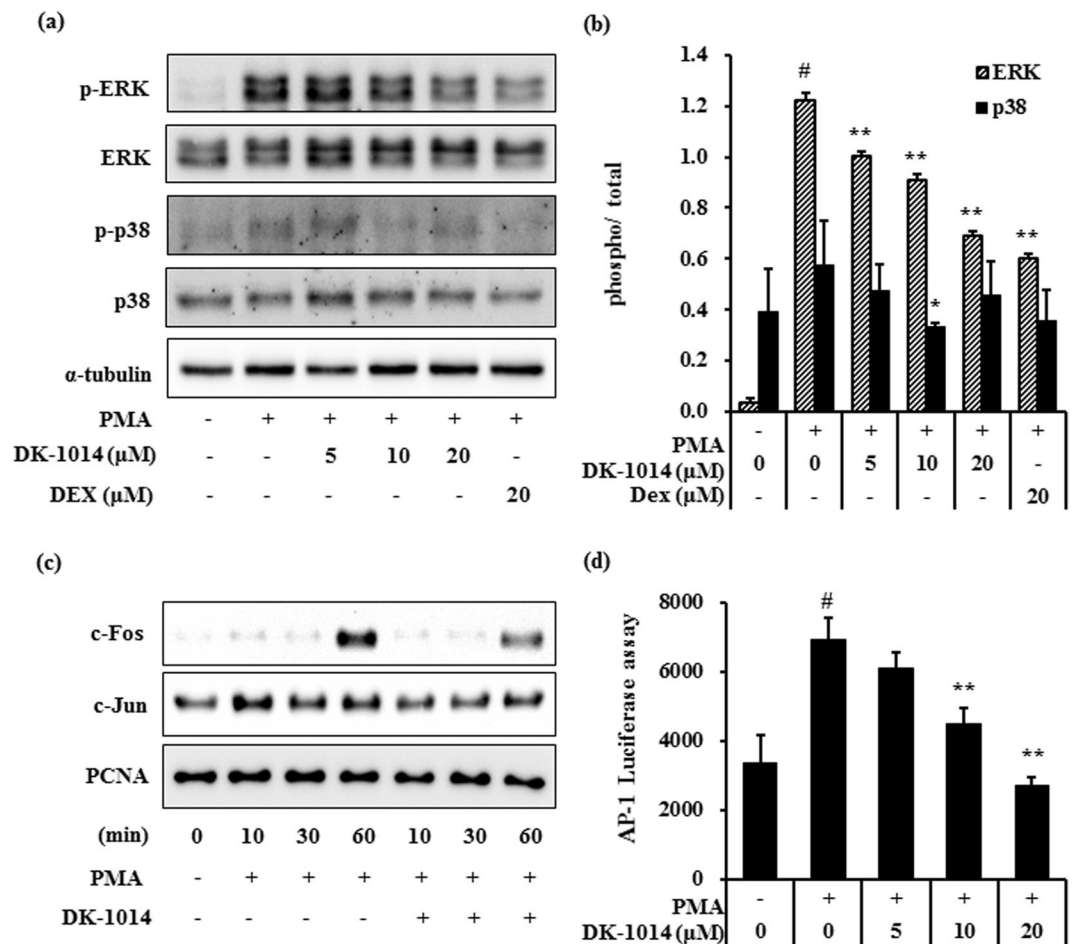 (a)
p-ERK
ERK
p-p38
p38
α-tubulin
PMA - + + + + +
DK-1014 (μM) - - 5 10 20 -
DEX (μM) - - - - - 20
(b)
1.4
1.2
1.0
0.8
0.6
0.4
0.2
0.0
phospho/ total
ERK
p38
#
**
**
*
**
**
PMA - + + + + +
DK-1014 (μM) 0 0 5 10 20 -
Dex (μM) - - - - - 20
(c)
c-Fos
c-Jun
PCNA
(min) 0 10 30 60 10 30 60
PMA - + + + + + +
DK-1014 - - - - + + +
(d)
8000
6000
4000
2000
0
AP-1 Luciferase assay
#
**
**
PMA - + + + +
DK-1014 (μM) 0 0 5 10 20